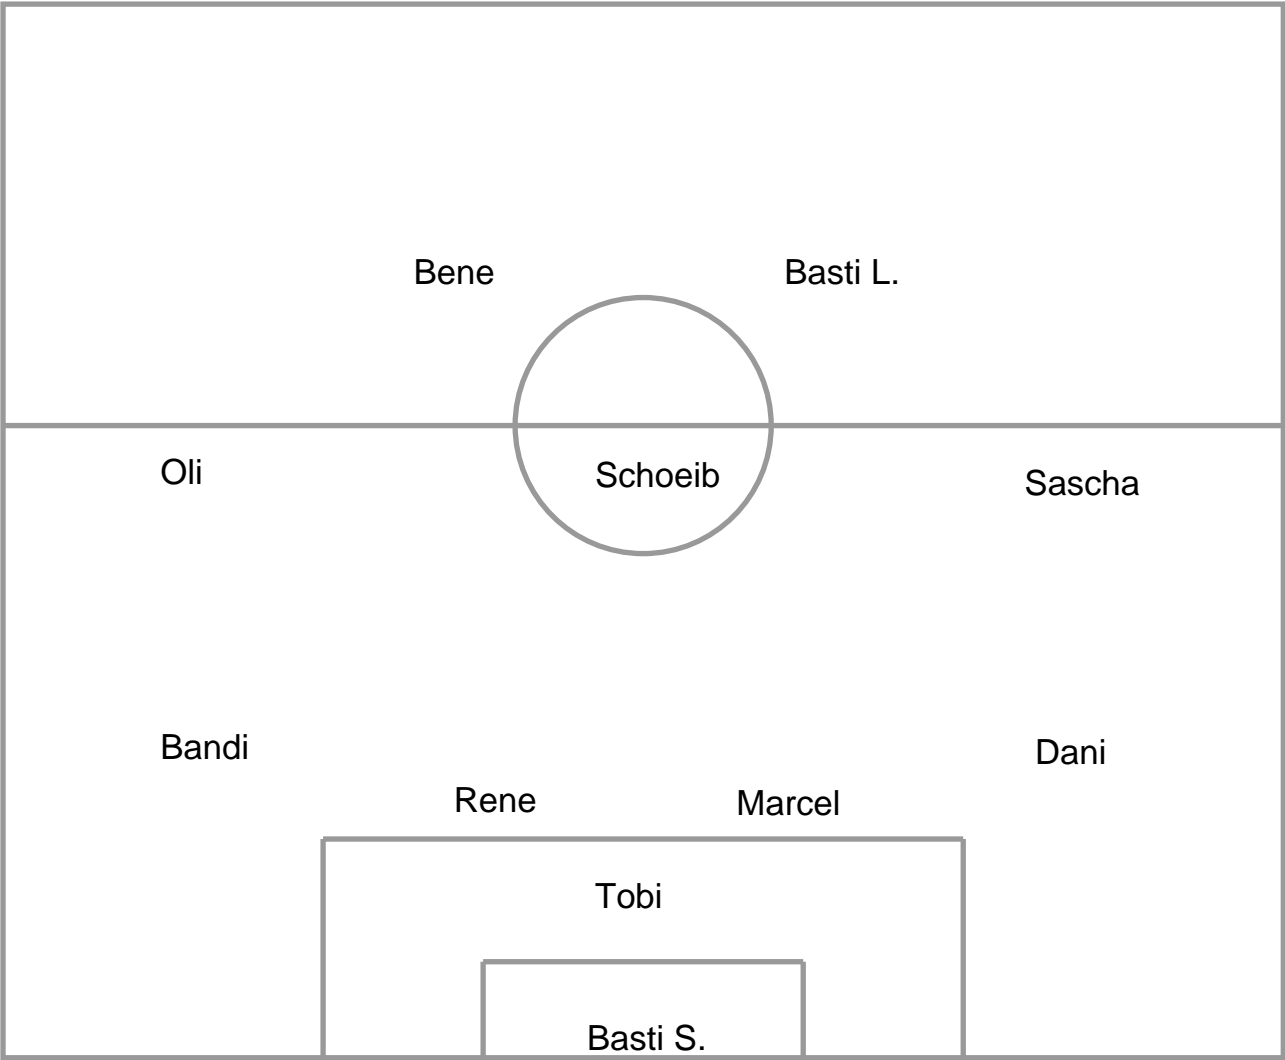 Bene Basti L.
Oli Schoeib Sascha
Bandi Dani
Rene Marcel
Tobi
Basti S.